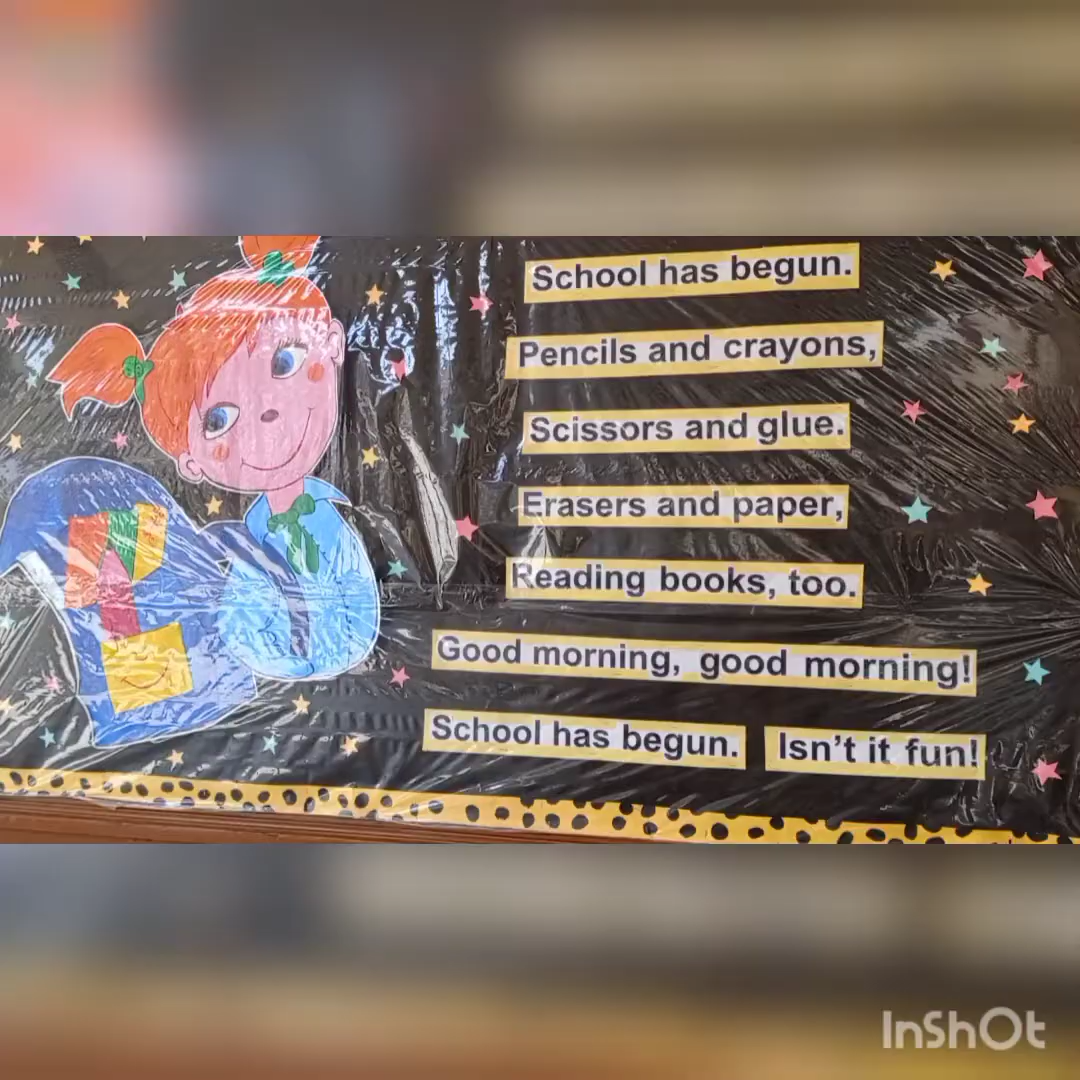 School has begun.
Pencils and crayons,
Scissors and glue.
Erasers and paper,
Reading books, too.
Good morning, good morning!
School has begun. Isn't it fun!
InShOt